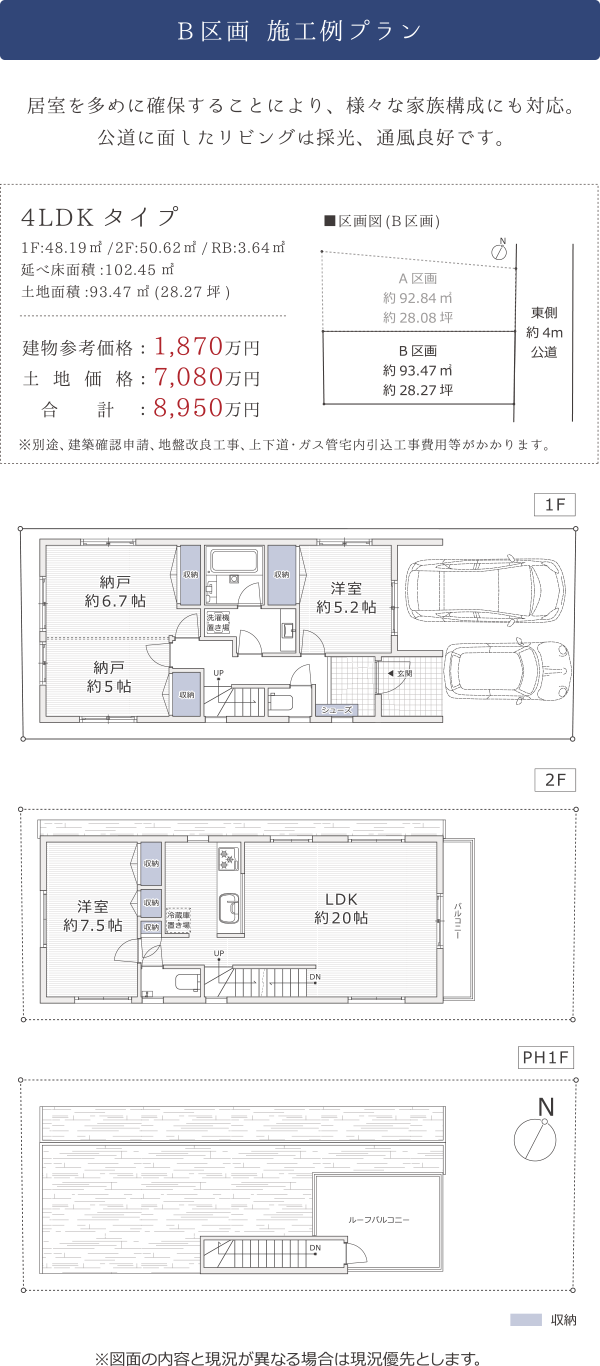 B区画 施工例プラン
居室を多めに確保することにより、様々な家族構成にも対応。
公道に面したリビングは採光、通風良好です。
4LDK タイプ
1F:48.19㎡ /2F:50.62㎡ / RB:3.64㎡
延べ床面積 :102.45 ㎡
土地面積 :93.47 ㎡ (28.27 坪 )
建物参考価格 : 1,870万円
土地価格 : 7,080万円
合計 : 8,950万円
■区画図(B区画)
N
A 区画
約 92.84㎡
約 28.08 坪
B 区画
約 93.47㎡
約 28.27 坪
東側
約 4m
公道
※別途、建築確認申請、地盤改良工事、上下道・ガス管宅内引込工事費用等がかかります。
1F
納戸
約6.7帖
収納
収納
洋室
約5.2帖
洗濯機
置き場
納戸
約5帖
収納
UP
玄関
シューズ
2F
洋室
約7.5帖
収納
収納
収納
冷蔵庫
置き場
LDK
約20帖
バルコニー
UP
DN
PH1F
N
ルーフバルコニー
DN
収納
※図面の内容と現況が異なる場合は現況優先とします。